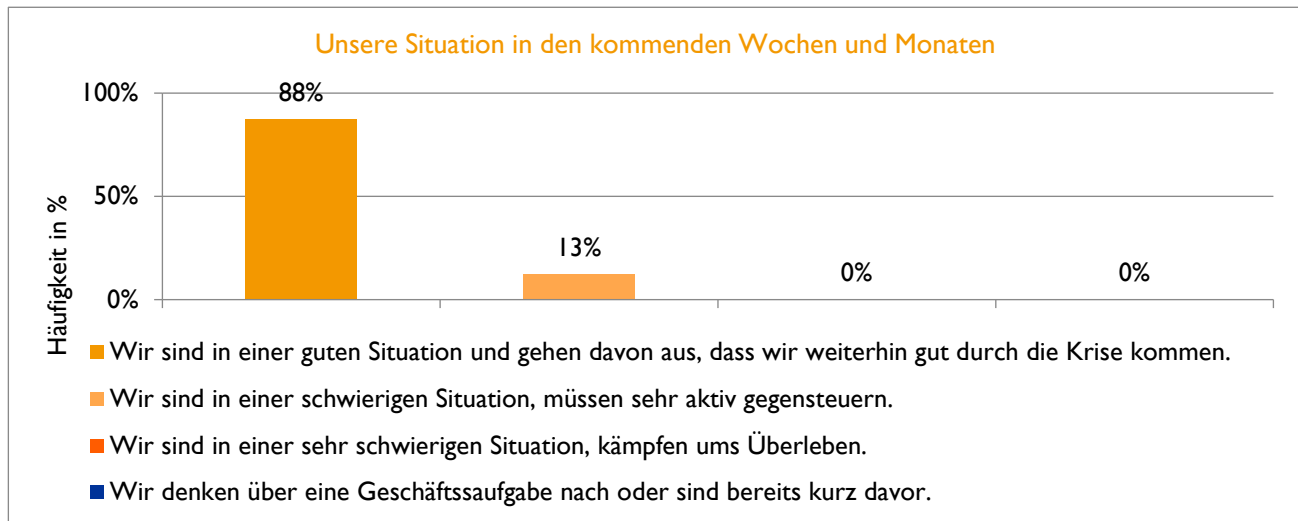 Unsere Situation in den kommenden Wochen und Monaten
Häufigkeit in %
100%
50%
0%
88%
13%
0%
0%
Wir sind in einer guten Situation und gehen davon aus, dass wir weiterhin gut durch die Krise kommen.
Wir sind in einer schwierigen Situation, müssen sehr aktiv gegensteuern.
Wir sind in einer sehr schwierigen Situation, kämpfen ums Überleben.
Wir denken über eine Geschäftssaufgabe nach oder sind bereits kurz davor.